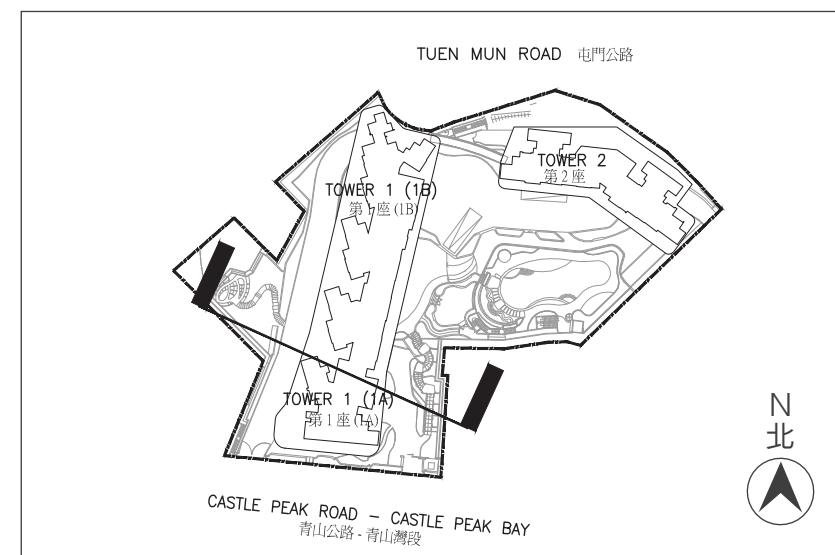 TUEN MUN ROAD 屯門公路
TOWER 2
第 2 座
TOWER 1 (1B)
第 1 座 (1B)
TOWER 1 (1A)
第 1 座 (1A)
N
北
CASTLE PEAK ROAD – CASTLE PEAK BAY
青山公路 - 青山灣段